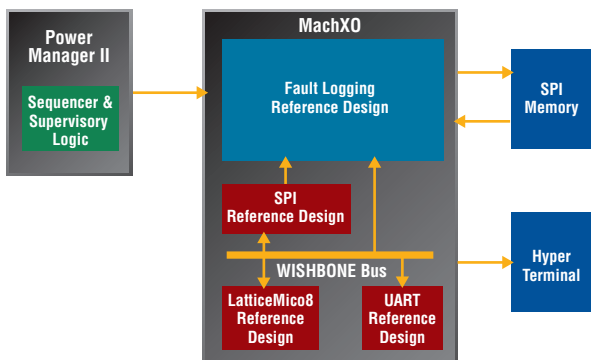 Power
Manager II
Sequencer &
Supervisory
Logic
MachXO
Fault Logging
Reference Design
SPI
Reference Design
WISHBONE Bus
LatticeMico8
Reference
Design
UART
Reference
Design
SPI
Memory
Hyper
Terminal